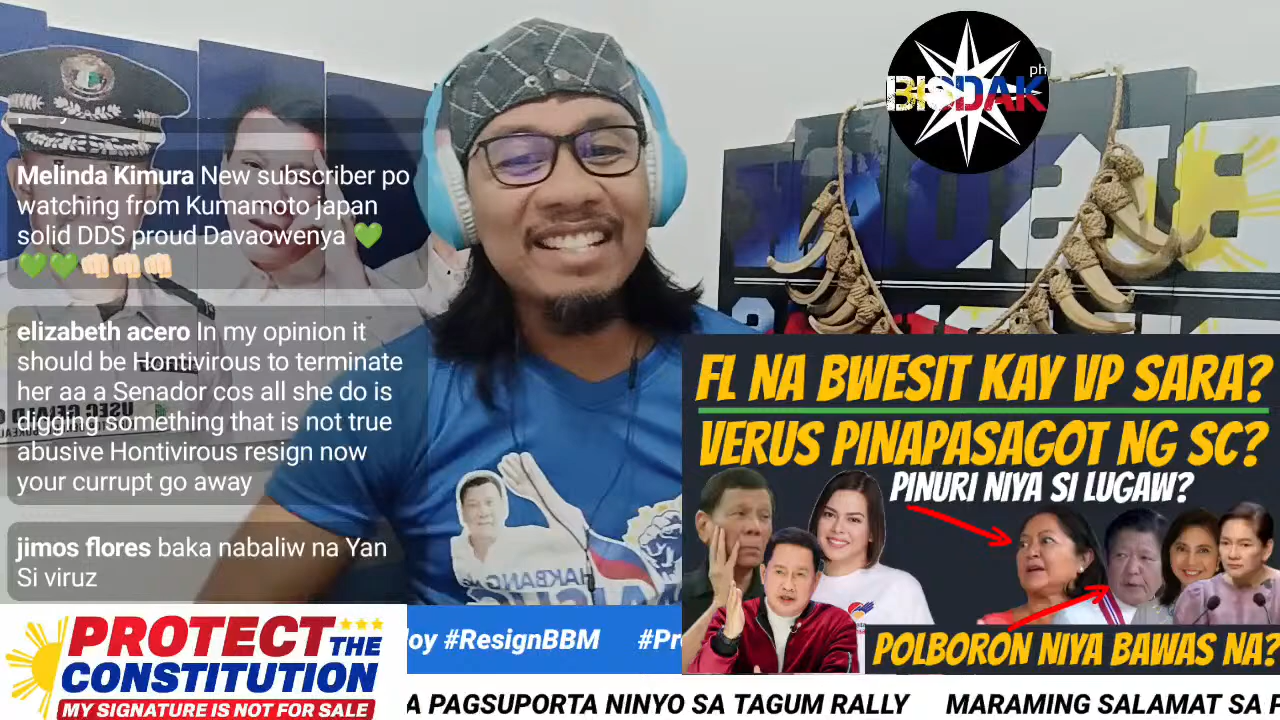 Melinda Kimura New subscriber po
watching from Kumamoto japan
solid DDS proud Davaowenya 💚
💚💚👊🏻👊🏻👊🏻
elizabeth acero In my opinion it
should be Hontivirous to terminate
her aa a Senador cos all she do is
digging something that is not true
abusive Hontivirous resign now
your currupt go away
jimos flores baka nabaliw na Yan
Si viruz
BISDAK
ph
FL NA BWESIT KAY VP SARA?
VERUS PINAPASAGOT NG SC?
PINURI NIYA SI LUGAW?
POLBORON NIYA BAWAS NA?
PROTECT THE
CONSTITUTION
MY SIGNATURE IS NOT FOR SALE
#ResignBBM
A PAGSUPORTA NINYO SA TAGUM RALLY MARAMING SALAMAT SA